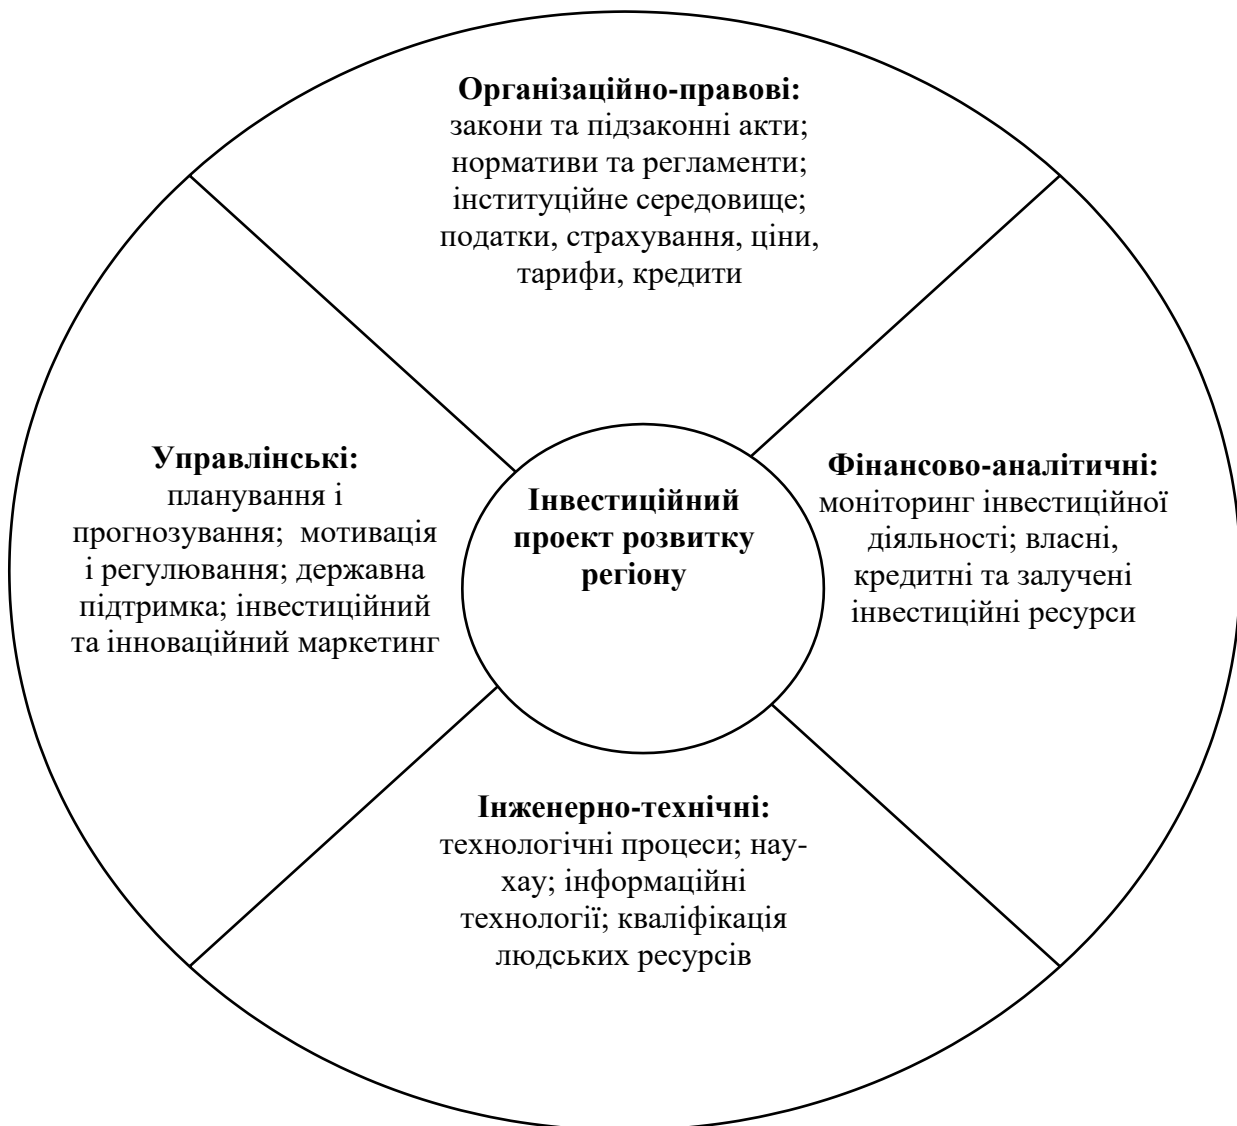 Організаційно-правові:
закони та підзаконні акти;
нормативи та регламенти;
інституційне середовище;
податки, страхування, ціни,
тарифи, кредити
Управлінські:
планування і
прогнозування;  мотивація
і регулювання; державна
підтримка; інвестиційний
та інноваційний маркетинг
Інвестиційний
проект розвитку
регіону
Фінансово-аналітичні:
моніторинг інвестиційної
діяльності; власні,
кредитні та залучені
інвестиційні ресурси
Інженерно-технічні:
технологічні процеси; нау-
хау; інформаційні
технології; кваліфікація
людських ресурсів